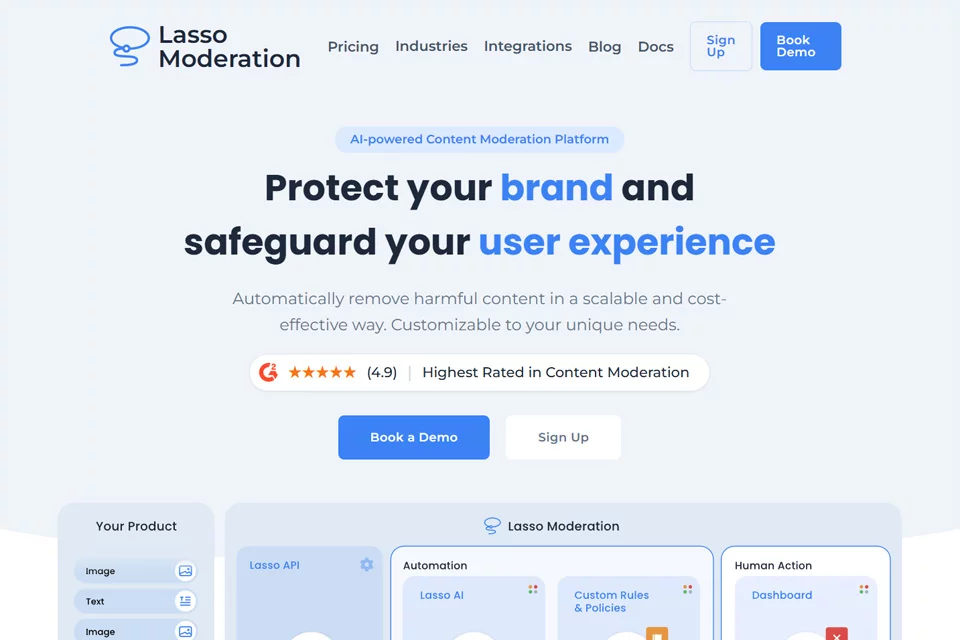 Lasso
Moderation
Pricing
Industries
Integrations
Blog
Docs
Sign
Up
Book
Demo
AI-powered Content Moderation Platform
Protect your brand and
safeguard your user experience
Automatically remove harmful content in a scalable and cost-
effective way. Customizable to your unique needs.
(4.9) | Highest Rated in Content Moderation
Book a Demo
Sign Up
Your Product
Image
Text
Image
Lasso Moderation
Lasso API
Automation
Lasso AI
Custom Rules
& Policies
Human Action
Dashboard